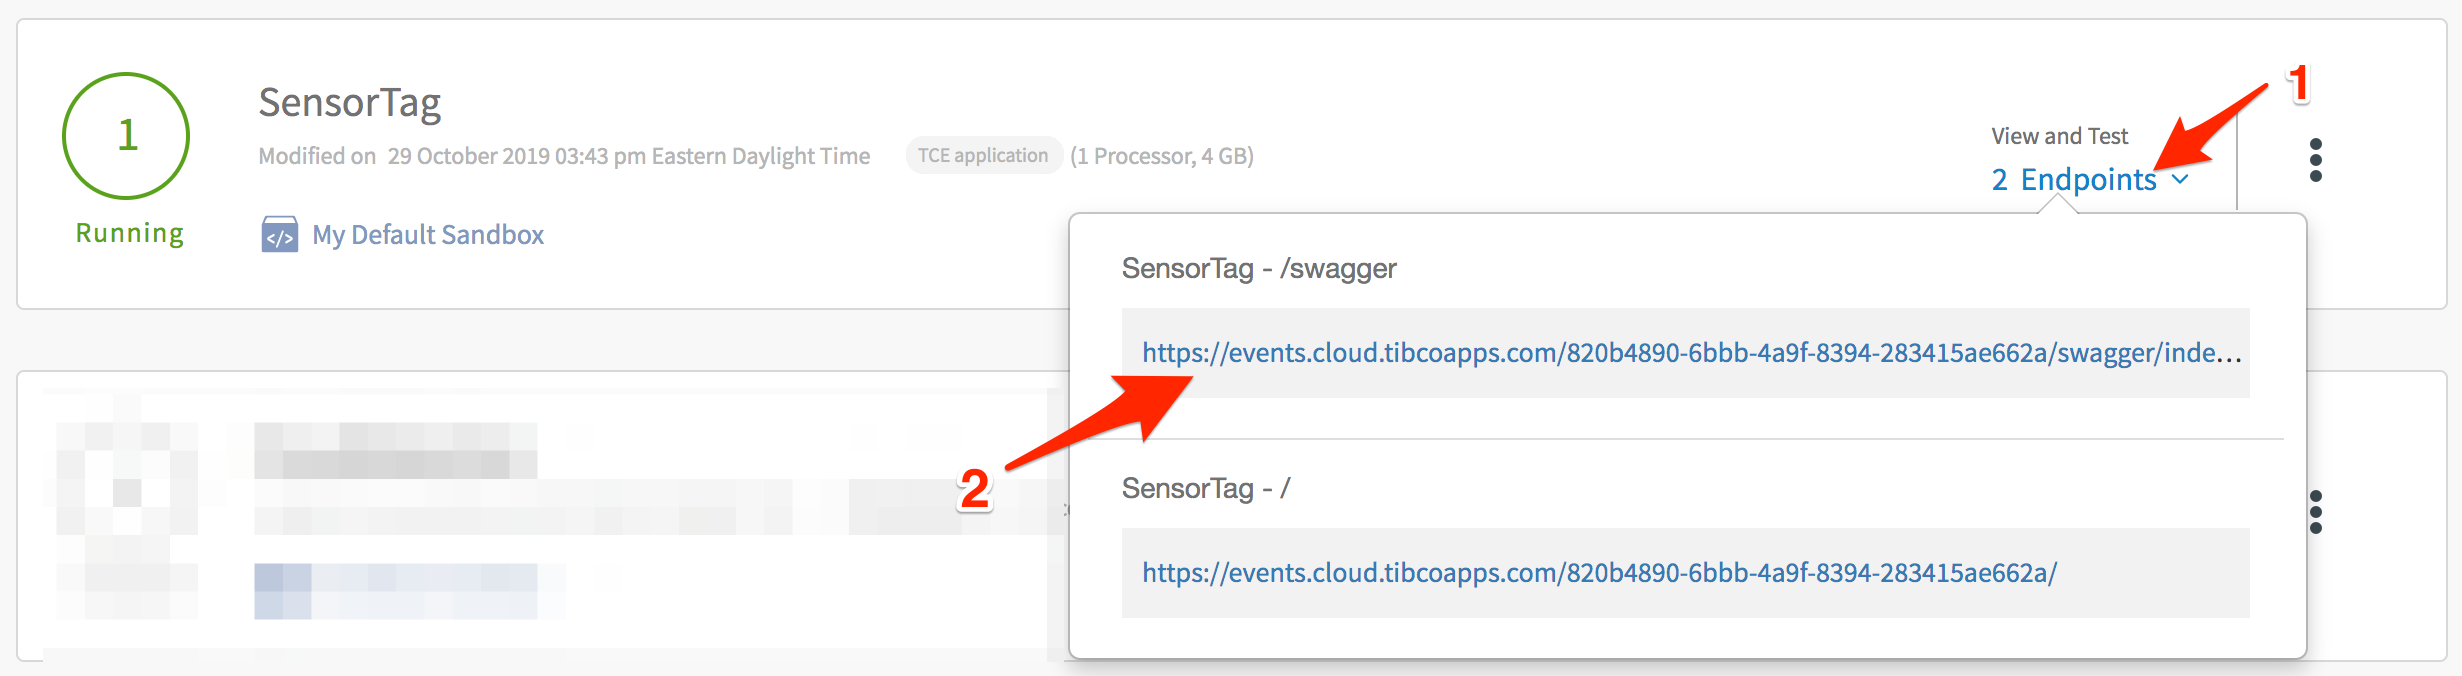 1
SensorTag
Modified on 29 October 2019 03:43 pm Eastern Daylight Time
TCE application
(1 Processor, 4 GB)
Running
</> My Default Sandbox
View and Test
2 Endpoints
1
SensorTag - /swagger
https://events.cloud.tibcoapps.com/820b4890-6bbb-4a9f-8394-283415ae662a/swagger/inde...
2
SensorTag - /
https://events.cloud.tibcoapps.com/820b4890-6bbb-4a9f-8394-283415ae662a/